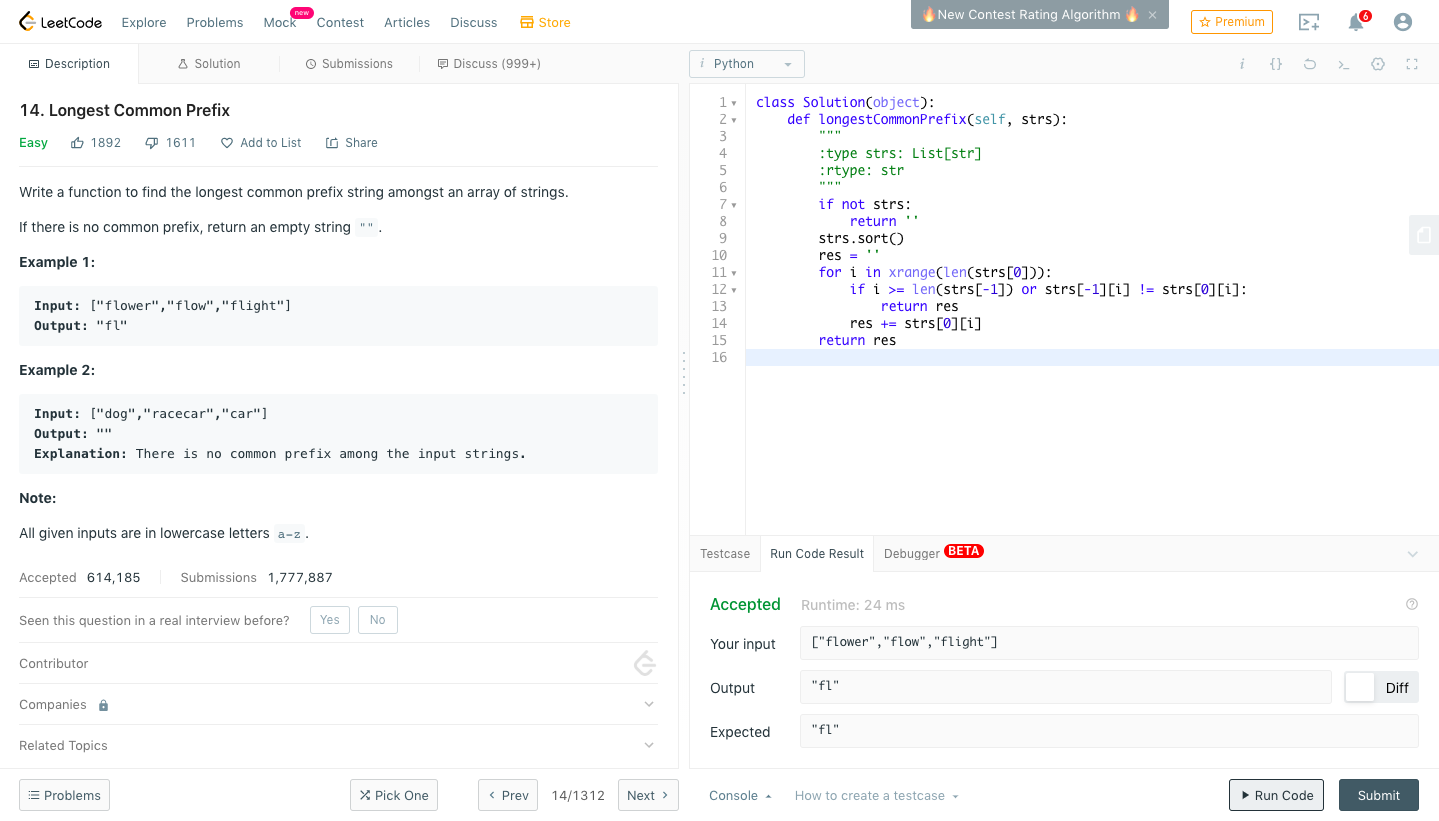 LeetCode Explore Problems Mock new Contest Articles Discuss Store 🔥New Contest Rating Algorithm 🔥 × Premium 6
Description Solution Submissions Discuss (999+)
14. Longest Common Prefix
Easy 1892 1611 Add to List Share
Write a function to find the longest common prefix string amongst an array of strings.
If there is no common prefix, return an empty string "".
Example 1:
Input: ["flower","flow","flight"]
Output: "fl"
Example 2:
Input: ["dog","racecar","car"]
Output: ""
Explanation: There is no common prefix among the input strings.
Note:
All given inputs are in lowercase letters a-z.
Accepted 614,185 Submissions 1,777,887
Seen this question in a real interview before? Yes No
Contributor
Companies
Related Topics
Problems Pick One Prev 14/1312 Next
i Python i {}
1 class Solution(object):
2     def longestCommonPrefix(self, strs):
3         """
4         :type strs: List[str]
5         :rtype: str
6         """
7         if not strs:
8             return ''
9         strs.sort()
10         res = ''
11         for i in xrange(len(strs[0])):
12             if i >= len(strs[-1]) or strs[-1][i] != strs[0][i]:
13                 return res
14             res += strs[0][i]
15         return res
16
Testcase Run Code Result Debugger BETA
Accepted Runtime: 24 ms
Your input ["flower","flow","flight"]
Output "fl" Diff
Expected "fl"
Console How to create a testcase Run Code Submit